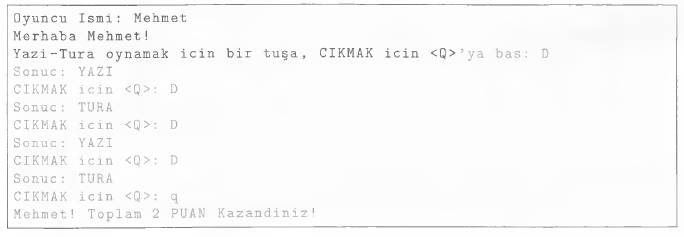 Oyuncu Ismi: Mehmet
Merhaba Mehmet!
Yazi-Tura oynamak icin bir tuşa, CIKMAK icin <Q>'ya bas: D
Sonuc: YAZI
CIKMAK icin <Q>: D
Sonuc: TURA
CIKMAK icin <Q>: D
Sonuc: YAZI
CIKMAK icin <Q>: D
Sonuc: TURA
CIKMAK icin <Q>: q
Mehmet! Toplam 2 PUAN Kazandiniz!